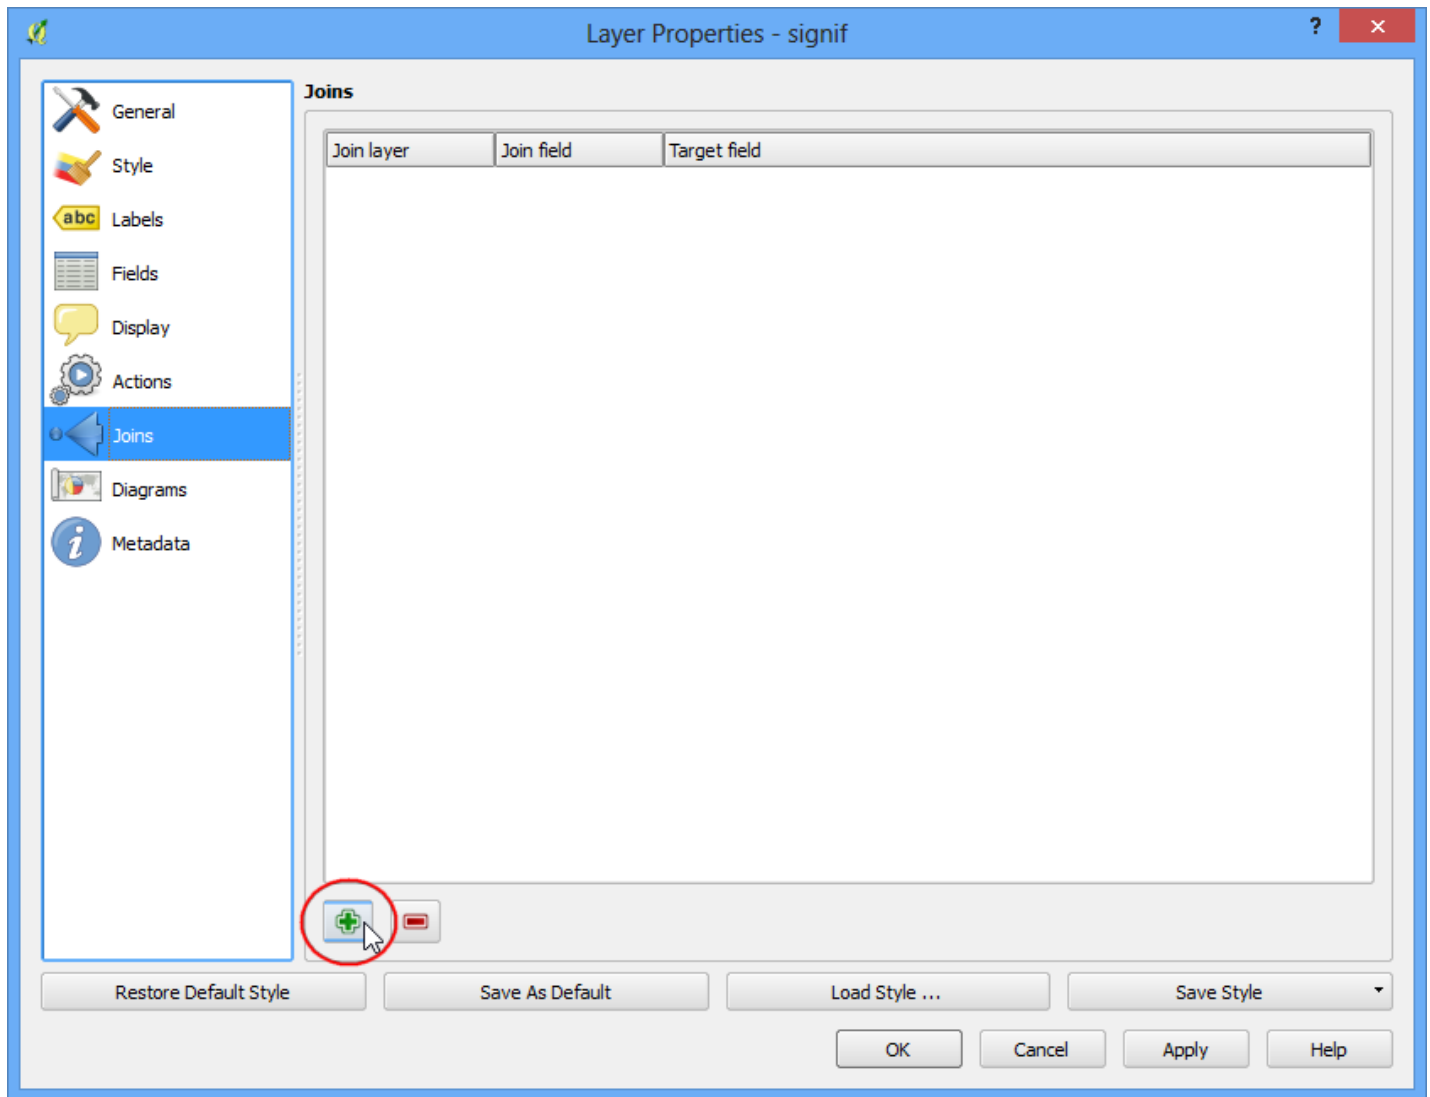 Layer Properties - signif
?
General
Style
abc Labels
Fields
Display
Actions
Joins
Diagrams
i Metadata
Joins
Join layer Join field Target field
Restore Default Style Save As Default Load Style ... Save Style
OK Cancel Apply Help